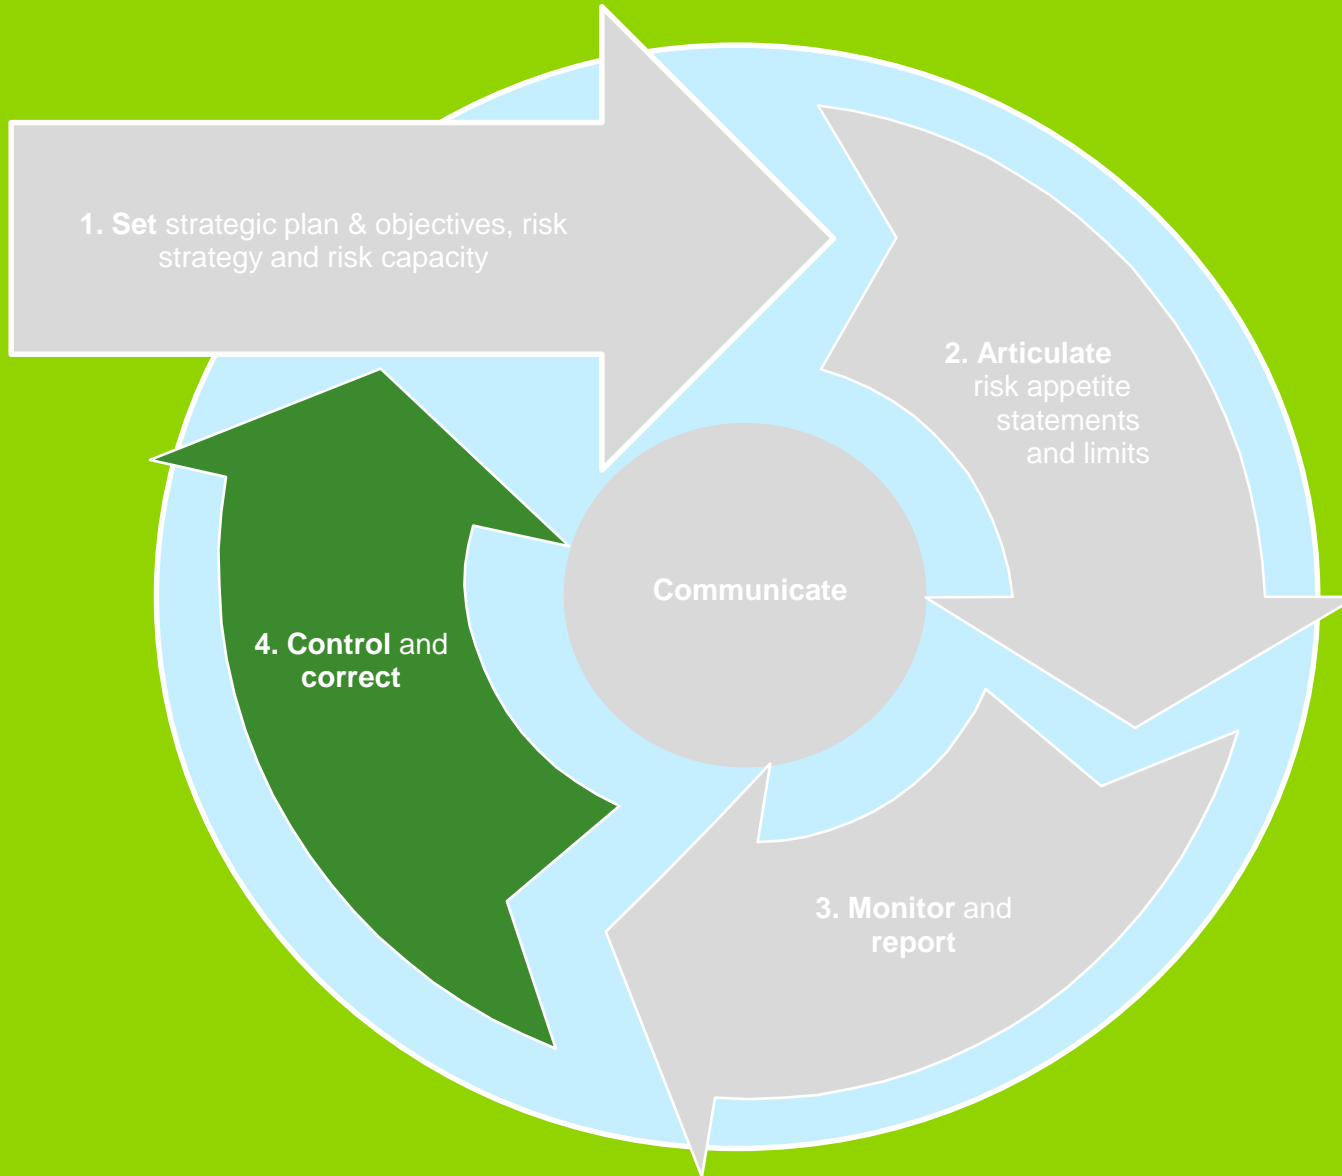 1. Set strategic plan & objectives, risk
strategy and risk capacity
2. Articulate
risk appetite
statements
and limits
Communicate
4. Control and
correct
3. Monitor and
report